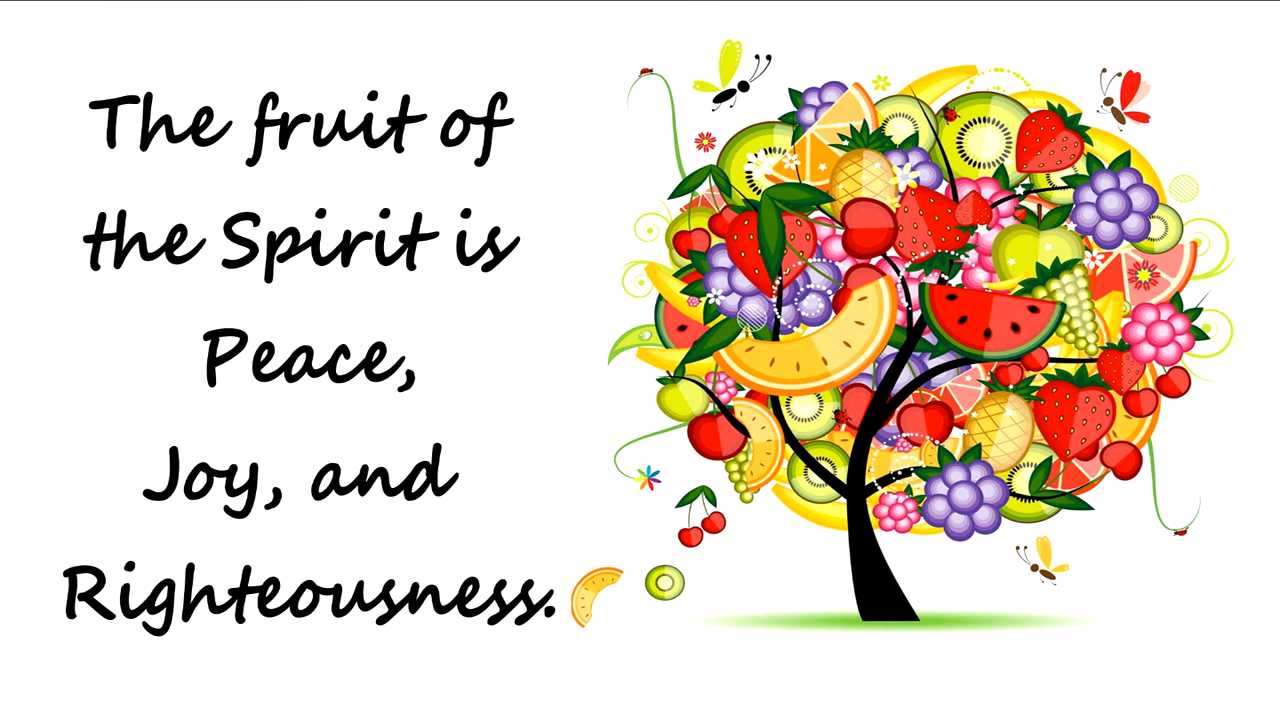 The fruit of
the Spirit is
Peace,
Joy, and
Righteousness.